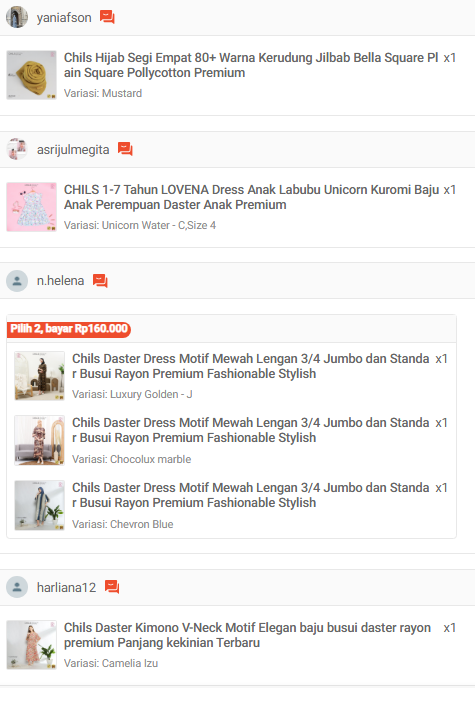 yaniafson
Chils Hijab Segi Empat 80+ Warna Kerudung Jilbab Bella Square Pl x1
ain Square Pollycotton Premium
Variasi: Mustard
asrijulmegita
CHILS 1-7 Tahun LOVENA Dress Anak Labubu Unicorn Kuromi Baju x1
Anak Perempuan Daster Anak Premium
Variasi: Unicorn Water - C,Size 4
n.helena
Pilih 2, bayar Rp160.000
Chils Daster Dress Motif Mewah Lengan 3/4 Jumbo dan Standa x1
r Busui Rayon Premium Fashionable Stylish
Variasi: Luxury Golden - J
Chils Daster Dress Motif Mewah Lengan 3/4 Jumbo dan Standa x1
r Busui Rayon Premium Fashionable Stylish
Variasi: Chocolux marble
Chils Daster Dress Motif Mewah Lengan 3/4 Jumbo dan Standa x1
r Busui Rayon Premium Fashionable Stylish
Variasi: Chevron Blue
harliana12
Chils Daster Kimono V-Neck Motif Elegan baju busui daster rayon x1
premium Panjang kekinian Terbaru
Variasi: Camelia Izu